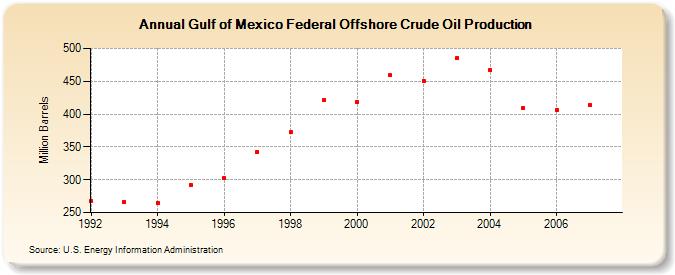 Annual Gulf of Mexico Federal Offshore Crude Oil Production
Million Barrels
500
450
400
350
300
250
1992 1994 1996 1998 2000 2002 2004 2006
Source: U.S. Energy Information Administration